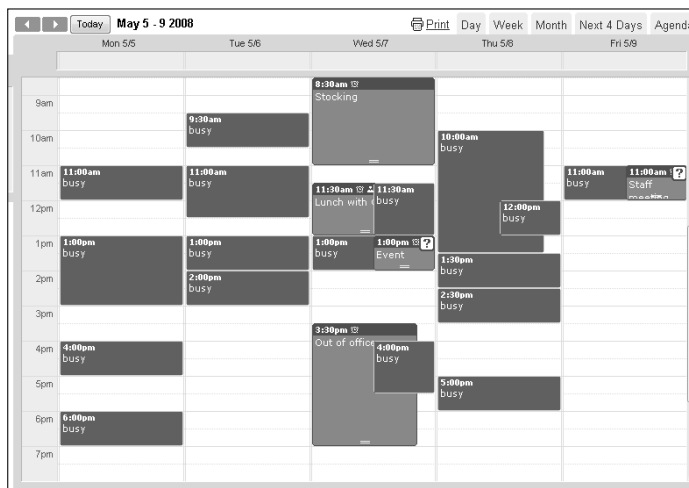 Today May 5 - 9 2008 Print Day Week Month Next 4 Days Agenda
Mon 5/5 Tue 5/6 Wed 5/7 Thu 5/8 Fri 5/9
8:30am
Stocking
9am
9:30am
busy
10am
10:00am
busy
11am
11:00am
busy
11:00am
busy
11:00am
busy
11:00am
Staff
meeting
11:30am
Lunch with
11:30am
busy
12pm
12:00pm
busy
1pm
1:00pm
busy
1:00pm
busy
1:00pm
busy
1:00pm
Event
?
?
1:30pm
busy
2pm
2:00pm
busy
2:30pm
busy
3pm
3:30pm
Out of office
4pm
4:00pm
busy
4:00pm
busy
5pm
5:00pm
busy
6pm
6:00pm
busy
7pm